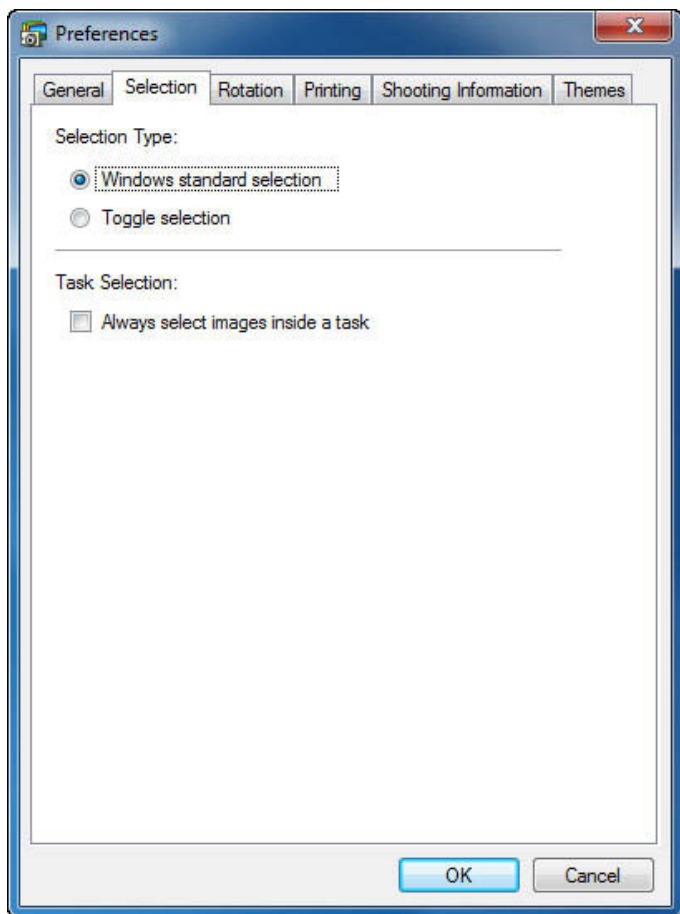 Preferences
General Selection Rotation Printing Shooting Information Themes
Selection Type:
Windows standard selection
Toggle selection
Task Selection:
Always select images inside a task
OK Cancel